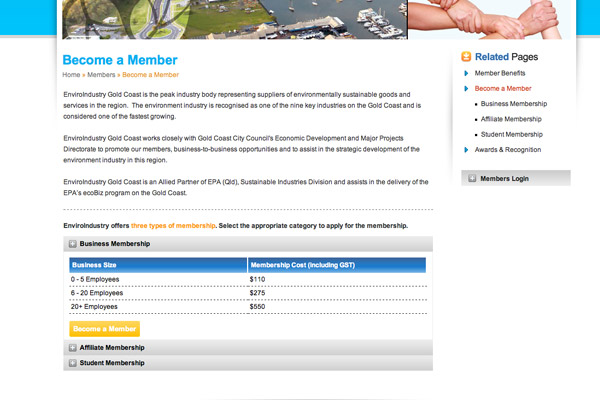 Become a Member
Home » Members » Become a Member
EnviroIndustry Gold Coast is the peak industry body representing suppliers of environmentally sustainable goods and
services in the region. The environment industry is recognised as one of the nine key industries on the Gold Coast and is
considered one of the fastest growing.
EnviroIndustry Gold Coast works closely with Gold Coast City Council's Economic Development and Major Projects
Directorate to promote our members, business-to-business opportunities and to assist in the strategic development of the
environment industry in this region.
EnviroIndustry Gold Coast is an Allied Partner of EPA (Qld), Sustainable Industries Division and assists in the delivery of the
EPA's ecoBiz program on the Gold Coast.
EnviroIndustry offers three types of membership. Select the appropriate category to apply for the membership.
Business Membership
Business Size Membership Cost (Including GST)
0 - 5 Employees $110
6 - 20 Employees $275
20+ Employees $550
Become a Member
Affiliate Membership
Student Membership
Related Pages
Member Benefits
Become a Member
Business Membership
Affiliate Membership
Student Membership
Awards & Recognition
Members Login